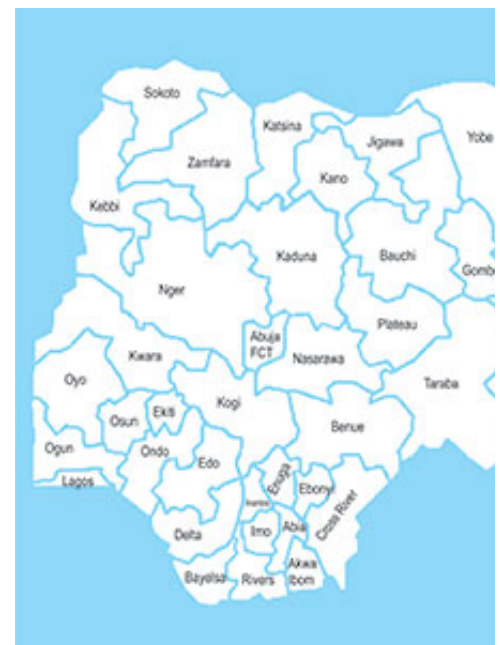 Sokoto
Katsina
Jigawa
Yobe
Zamfara
Kano
Kebbi
Kaduna
Bauchi
Gombe
Nger
Plateau
Abuja
FCT
Nasarawa
Kwara
Taraba
Oyo
Kogi
Ekiti
Osun
Benue
Ogun
Ondo
Edo
Enugu
Ebonyi
Lagos
Cross River
Delta
Imo
Abia
Akwa
Ibom
Bayelsa
Rivers